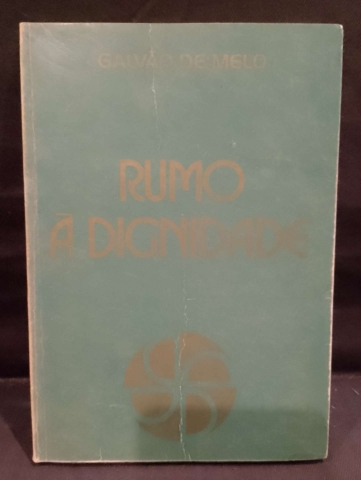 GALVÃO DE MELO
RUMO
À DIGNIDADE